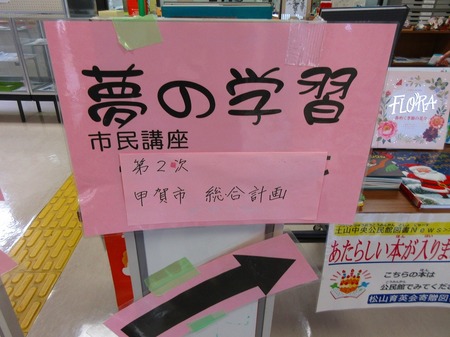 夢の学習
市民講座
第2次
甲賀市 総合計画
FLORA
土山中央公民館図書News
あたらしい本が入りま
こちらの本は
公民館でみてくださ
松山育英会寄贈図